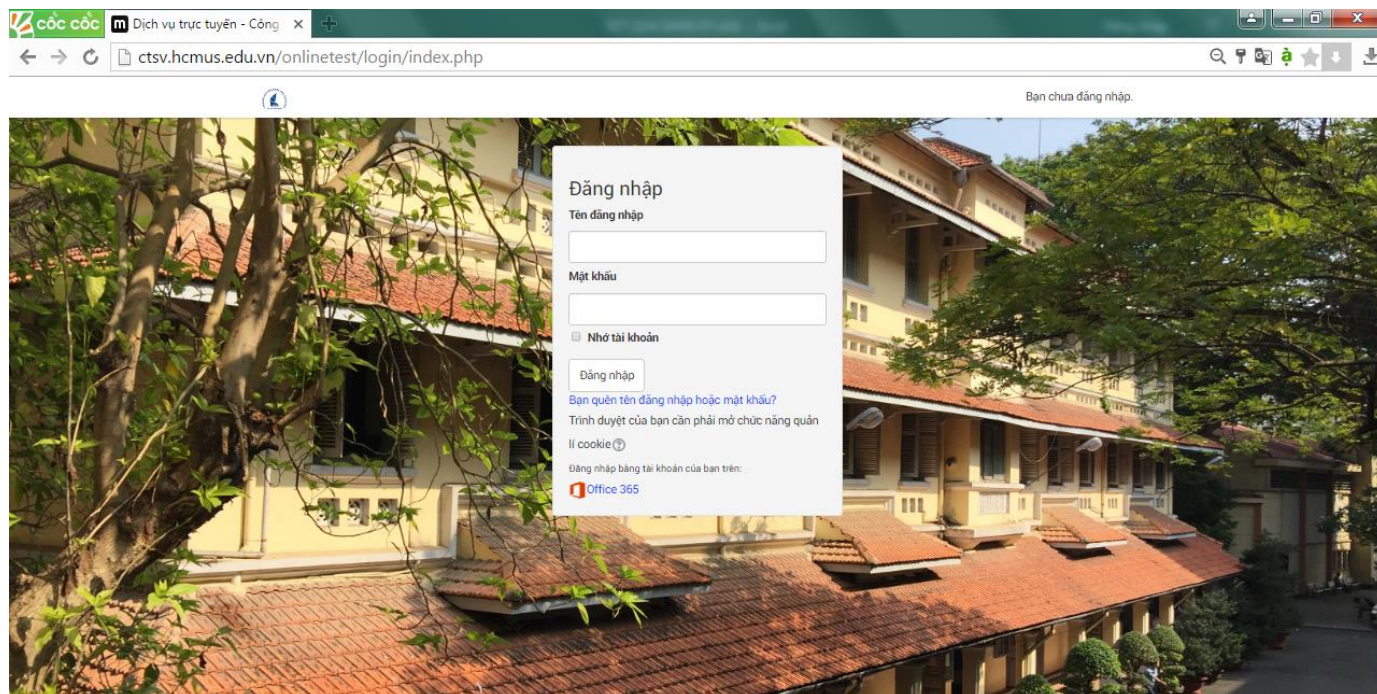 cốc cốc
Dịch vụ trực tuyến - Công
ctsv.hcmus.edu.vn/onlinetest/login/index.php
Bạn chưa đăng nhập.
Đăng nhập
Tên đăng nhập
Mật khẩu
Nhớ tài khoản
Đăng nhập
Bạn quên tên đăng nhập hoặc mật khẩu?
Trình duyệt của bạn cần phải mở chức năng quản
lí cookie
Đăng nhập bằng tài khoản của bạn trên:
Office 365